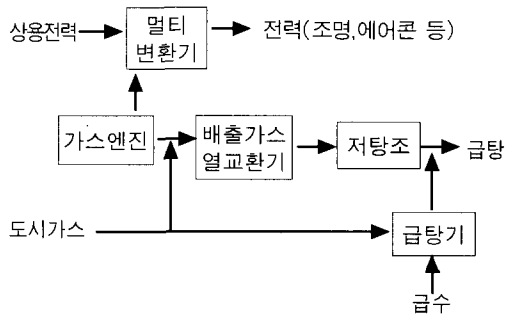 상용전력
멀티
변환기
전력(조명,에어콘 등)
가스엔진
배출가스
열교환기
저탕조
급탕
도시가스
급탕기
급수